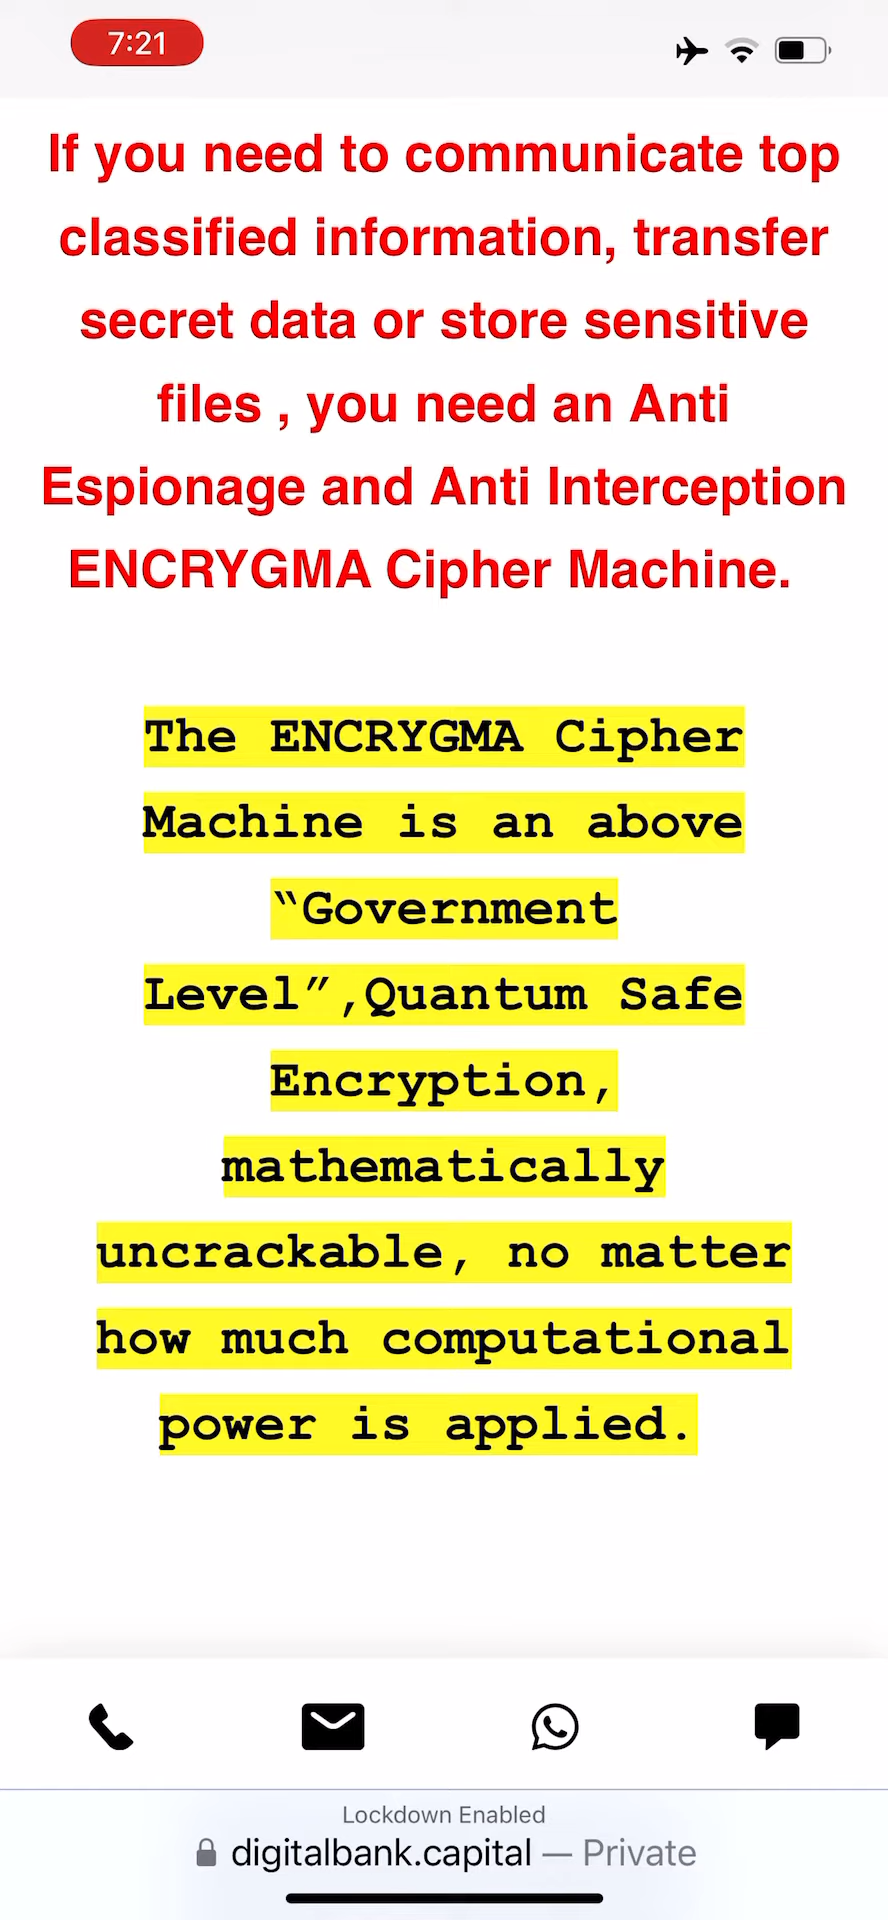 7:21
If you need to communicate top
classified information, transfer
secret data or store sensitive
files , you need an Anti
Espionage and Anti Interception
ENCRYGMA Cipher Machine.
The ENCRYGMA Cipher
Machine is an above
“Government
Level”,Quantum Safe
Encryption,
mathematically
uncrackable, no matter
how much computational
power is applied.
Lockdown Enabled
digitalbank.capital — Private